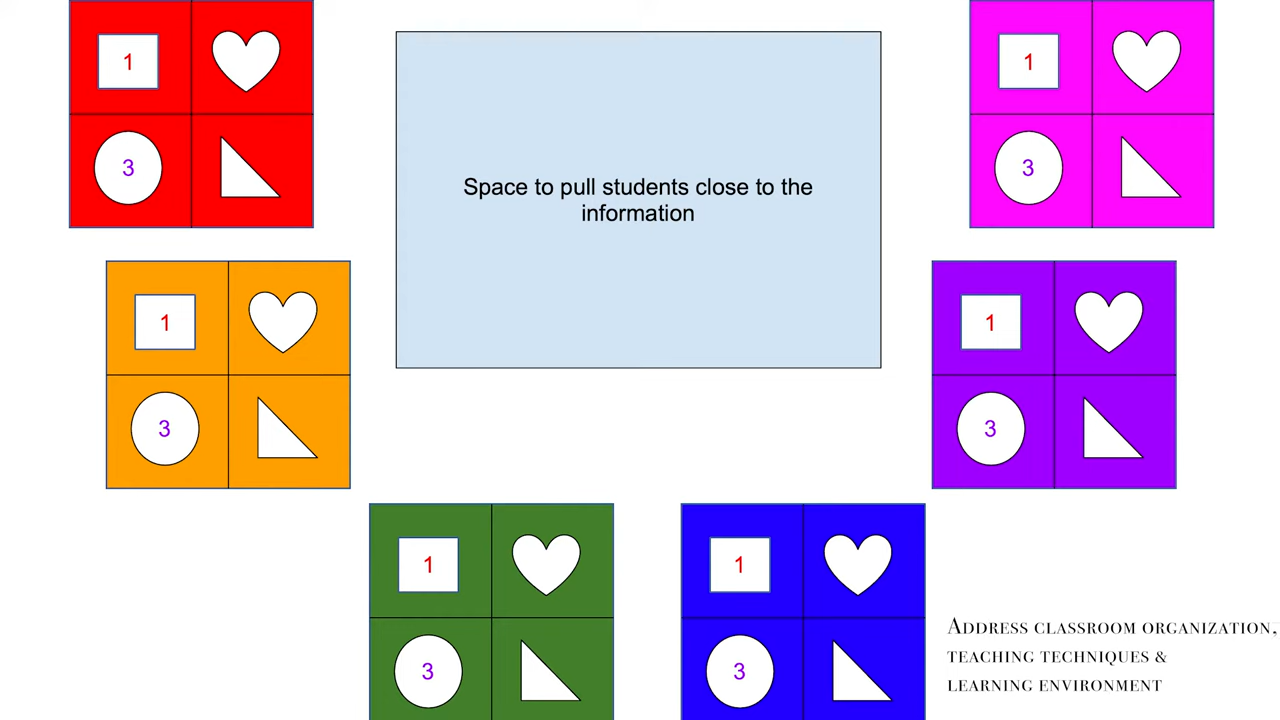 1
1
3
Space to pull students close to the
information
3
1
1
3
3
1
1
3
3
Address classroom organization,
teaching techniques &
learning environment